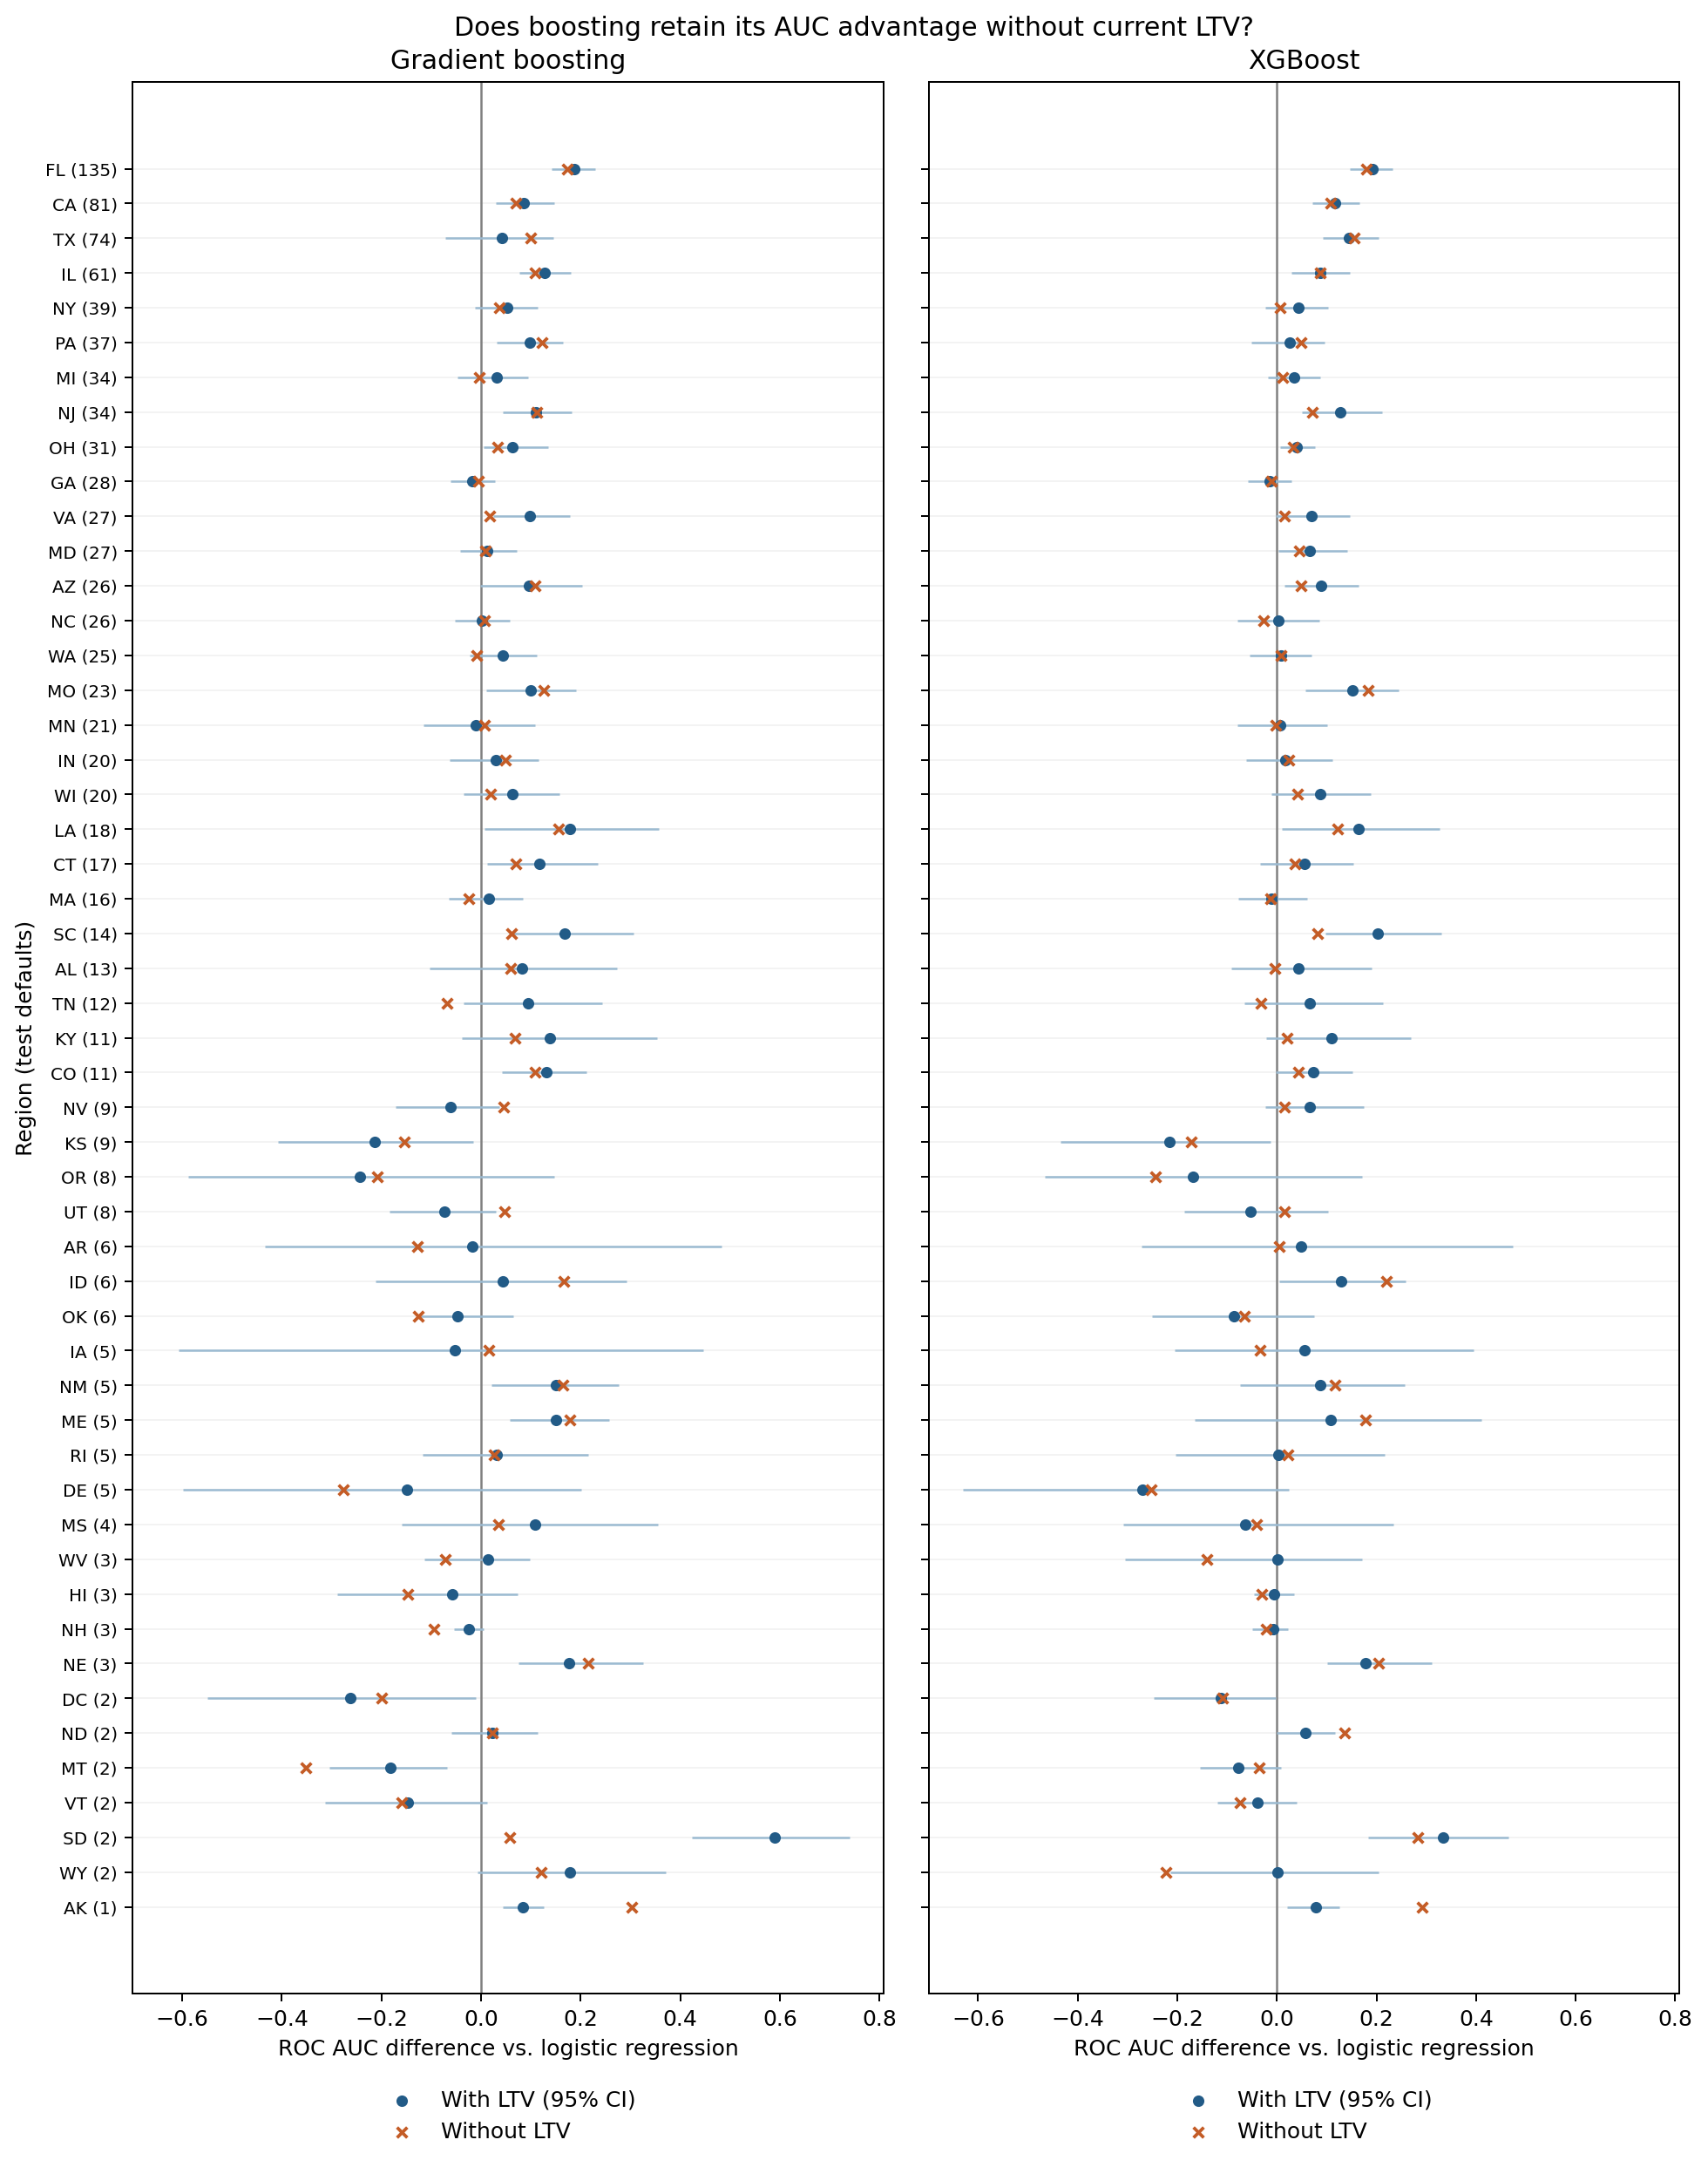 Does boosting retain its AUC advantage without current LTV?
Gradient boosting
XGBoost
Region (test defaults)
FL (135)
CA (81)
TX (74)
IL (61)
NY (39)
PA (37)
MI (34)
NJ (34)
OH (31)
GA (28)
VA (27)
MD (27)
AZ (26)
NC (26)
WA (25)
MO (23)
MN (21)
IN (20)
WI (20)
LA (18)
CT (17)
MA (16)
SC (14)
AL (13)
TN (12)
KY (11)
CO (11)
NV (9)
KS (9)
OR (8)
UT (8)
AR (6)
ID (6)
OK (6)
IA (5)
NM (5)
ME (5)
RI (5)
DE (5)
MS (4)
WV (3)
HI (3)
NH (3)
NE (3)
DC (2)
ND (2)
MT (2)
VT (2)
SD (2)
WY (2)
AK (1)
−0.6 −0.4 −0.2 0.0 0.2 0.4 0.6 0.8
ROC AUC difference vs. logistic regression
With LTV (95% CI)
Without LTV
−0.6 −0.4 −0.2 0.0 0.2 0.4 0.6 0.8
ROC AUC difference vs. logistic regression
With LTV (95% CI)
Without LTV